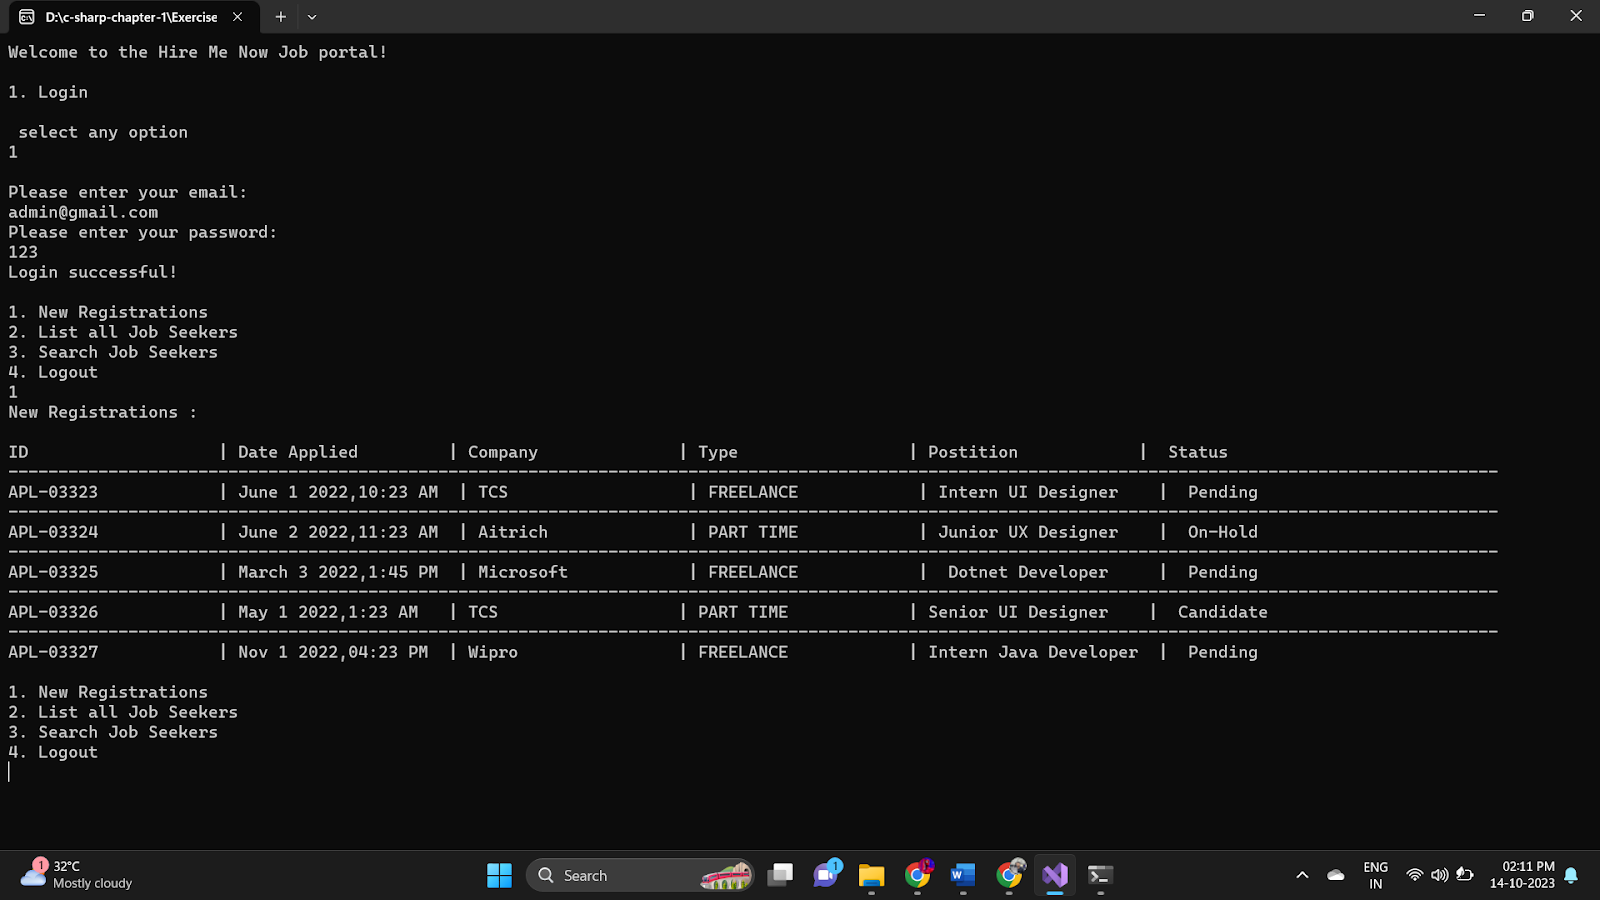 D:\c-sharp-chapter-1\Exercise
Welcome to the Hire Me Now Job portal!
1. Login
select any option
1
Please enter your email:
admin@gmail.com
Please enter your password:
123
Login successful!
1. New Registrations
2. List all Job Seekers
3. Search Job Seekers
4. Logout
1
New Registrations :
ID | Date Applied | Company | Type | Postition | Status
APL-03323 | June 1 2022,10:23 AM | TCS | FREELANCE | Intern UI Designer | Pending
APL-03324 | June 2 2022,11:23 AM | Aitrich | PART TIME | Junior UX Designer | On-Hold
APL-03325 | March 3 2022,1:45 PM | Microsoft | FREELANCE | Dotnet Developer | Pending
APL-03326 | May 1 2022,1:23 AM | TCS | PART TIME | Senior UI Designer | Candidate
APL-03327 | Nov 1 2022,04:23 PM | Wipro | FREELANCE | Intern Java Developer | Pending
1. New Registrations
2. List all Job Seekers
3. Search Job Seekers
4. Logout
1
32°C
Mostly cloudy
Search
1
W
ENG
IN
02:11 PM
14-10-2023